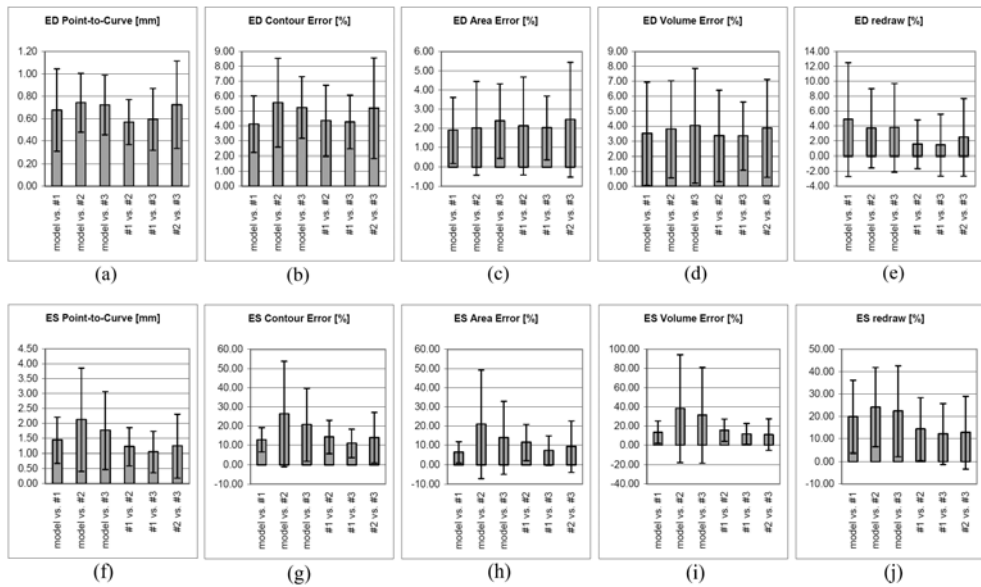 ED Point-to-Curve [mm]
1.20
1.00
0.80
0.60
0.40
0.20
0.00
model vs. #1
model vs. #2
model vs. #3
#1 vs. #2
#1 vs. #3
#2 vs. #3
(a)
ED Contour Error [%]
9.00
8.00
7.00
6.00
5.00
4.00
3.00
2.00
1.00
0.00
model vs. #1
model vs. #2
model vs. #3
#1 vs. #2
#1 vs. #3
#2 vs. #3
(b)
ED Area Error [%]
6.00
5.00
4.00
3.00
2.00
1.00
0.00
-1.00
model vs. #1
model vs. #2
model vs. #3
#1 vs. #2
#1 vs. #3
#2 vs. #3
(c)
ED Volume Error [%]
9.00
8.00
7.00
6.00
5.00
4.00
3.00
2.00
1.00
0.00
model vs. #1
model vs. #2
model vs. #3
#1 vs. #2
#1 vs. #3
#2 vs. #3
(d)
ED redraw [%]
14.00
12.00
10.00
8.00
6.00
4.00
2.00
0.00
-2.00
-4.00
model vs. #1
model vs. #2
model vs. #3
#1 vs. #2
#1 vs. #3
#2 vs. #3
(e)
ES Point-to-Curve [mm]
4.50
4.00
3.50
3.00
2.50
2.00
1.50
1.00
0.50
0.00
model vs. #1
model vs. #2
model vs. #3
#1 vs. #2
#1 vs. #3
#2 vs. #3
(f)
ES Contour Error [%]
60.00
50.00
40.00
30.00
20.00
10.00
0.00
-10.00
model vs. #1
model vs. #2
model vs. #3
#1 vs. #2
#1 vs. #3
#2 vs. #3
(g)
ES Area Error [%]
60.00
50.00
40.00
30.00
20.00
10.00
0.00
-10.00
model vs. #1
model vs. #2
model vs. #3
#1 vs. #2
#1 vs. #3
#2 vs. #3
(h)
ES Volume Error [%]
100.00
80.00
60.00
40.00
20.00
0.00
-20.00
-40.00
model vs. #1
model vs. #2
model vs. #3
#1 vs. #2
#1 vs. #3
#2 vs. #3
(i)
ES redraw [%]
50.00
40.00
30.00
20.00
10.00
0.00
-10.00
model vs. #1
model vs. #2
model vs. #3
#1 vs. #2
#1 vs. #3
#2 vs. #3
(j)